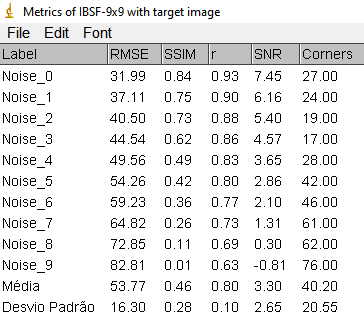 Metrics of IBSF-9x9 with target image
File Edit Font
Label RMSE SSIM r SNR Corners
Noise_0 31.99 0.84 0.93 7.45 27.00
Noise_1 37.11 0.75 0.90 6.16 24.00
Noise_2 40.50 0.73 0.88 5.40 19.00
Noise_3 44.54 0.62 0.86 4.57 17.00
Noise_4 49.56 0.49 0.83 3.65 28.00
Noise_5 54.26 0.42 0.80 2.86 42.00
Noise_6 59.23 0.36 0.77 2.10 46.00
Noise_7 64.82 0.26 0.73 1.31 61.00
Noise_8 72.85 0.11 0.69 0.30 62.00
Noise_9 82.81 0.01 0.63 -0.81 76.00
Média 53.77 0.46 0.80 3.30 40.20
Desvio Padrão 16.30 0.28 0.10 2.65 20.55